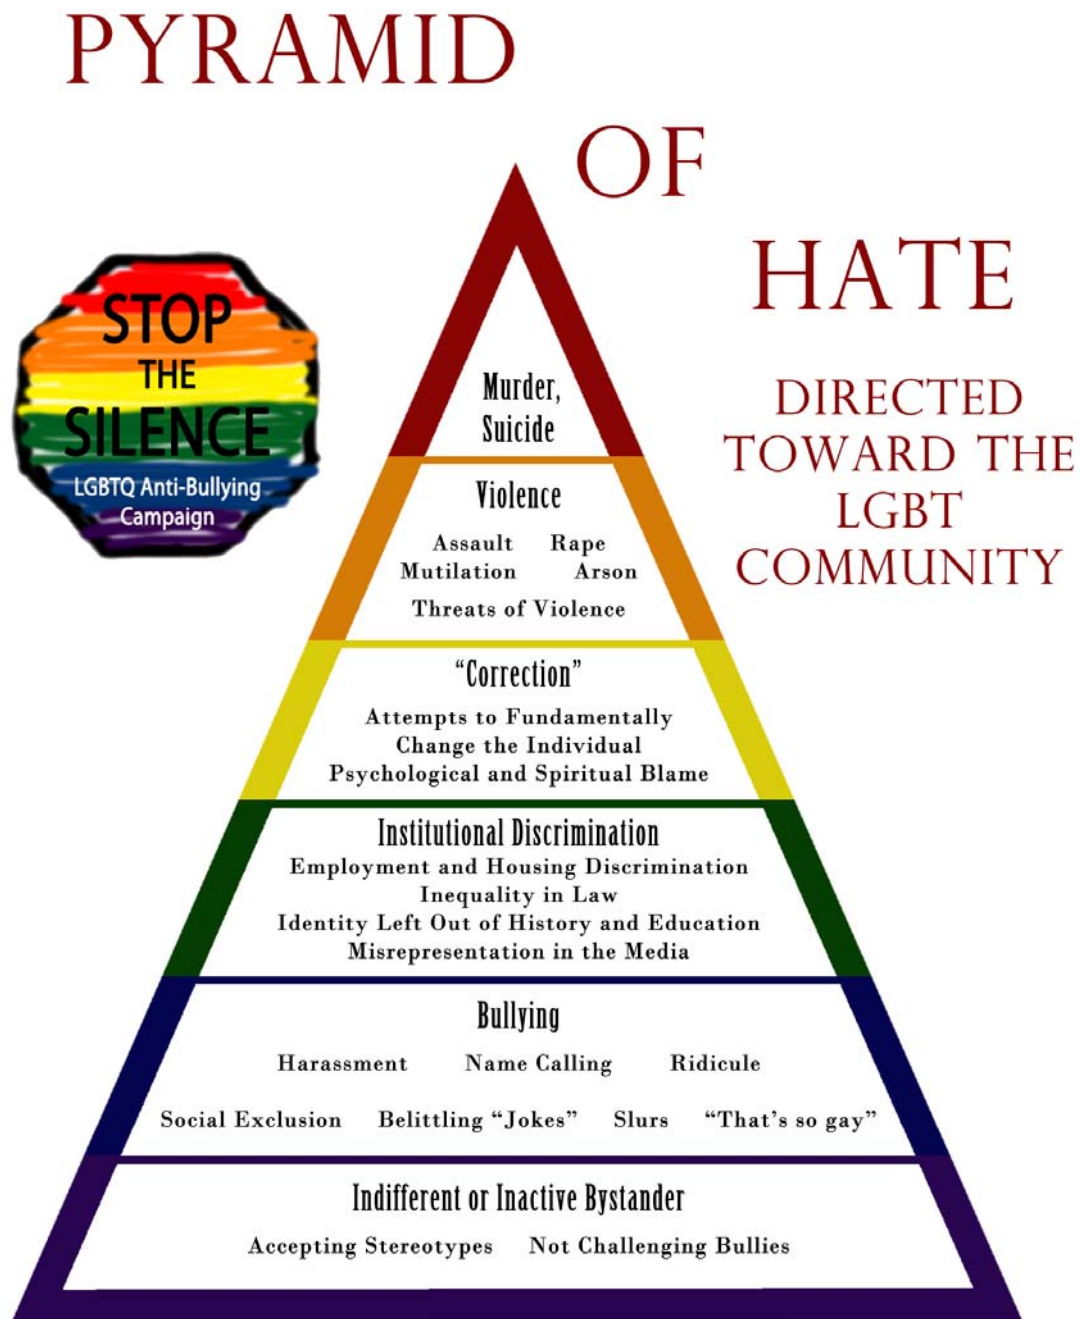 PYRAMID
OF
HATE
DIRECTED
TOWARD THE
LGBT
COMMUNITY
STOP
THE
SILENCE
LGBTQ Anti-Bullying
Campaign
Murder,
Suicide
Violence
Assault Rape
Mutilation Arson
Threats of Violence
“Correction”
Attempts to Fundamentally
Change the Individual
Psychological and Spiritual Blame
Institutional Discrimination
Employment and Housing Discrimination
Inequality in Law
Identity Left Out of History and Education
Misrepresentation in the Media
Bullying
Harassment Name Calling Ridicule
Social Exclusion Belittling “Jokes” Slurs “That’s so gay”
Indifferent or Inactive Bystander
Accepting Stereotypes Not Challenging Bullies